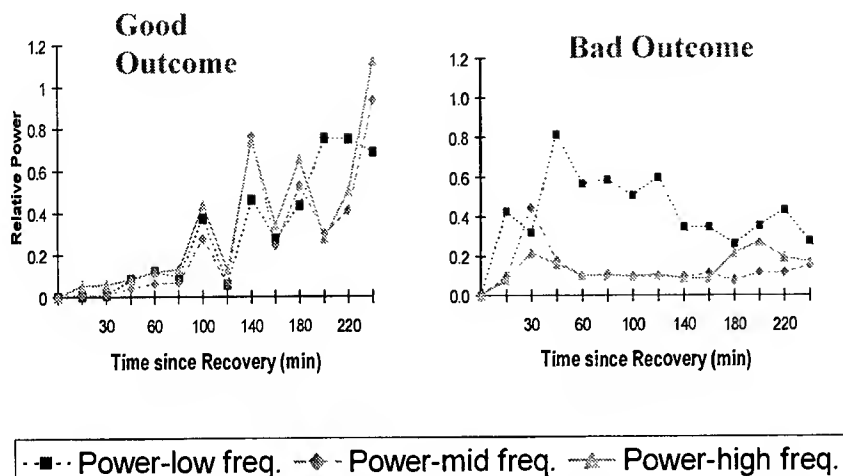 Good
Outcome
1.2
1
0.8
0.6
0.4
0.2
0
Relative Power
30 60 100 140 180 220
Time since Recovery (min)
Bad Outcome
1.2
1.0
0.8
0.6
0.4
0.2
0.0
30 60 100 140 180 220
Time since Recovery (min)
Power-low freq. Power-mid freq. Power-high freq.